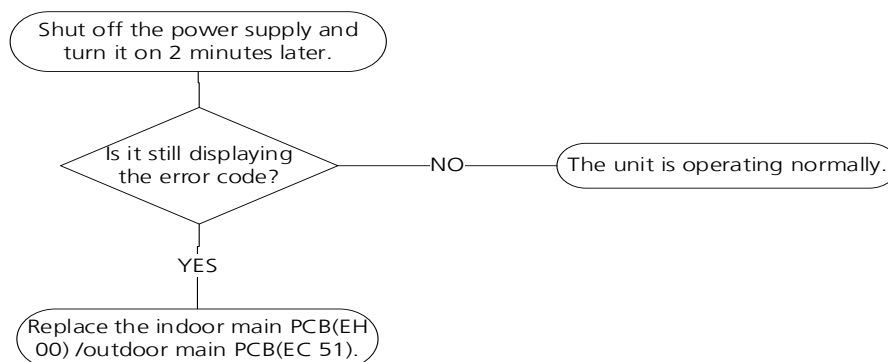 Shut off the power supply and
turn it on 2 minutes later.
Is it still displaying
the error code?
NO
The unit is operating normally.
YES
Replace the indoor main PCB(EH
00) /outdoor main PCB(EC 51).